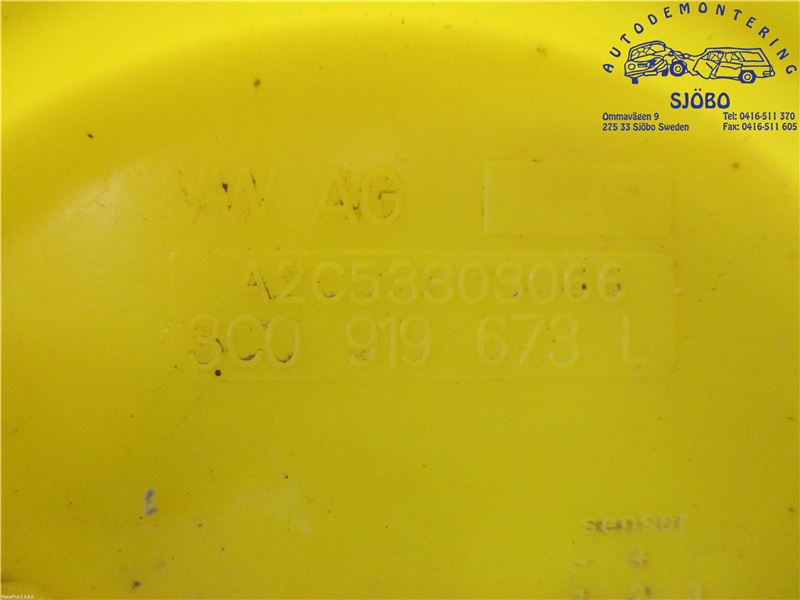 AUTODEMONTERING
SJÖBO
Ommavägen 9 Tel: 0416-511 370
275 33 Sjöbo Sweden Fax: 0416-511 605
VW AG
A2C53303066
3C0 919 673 L